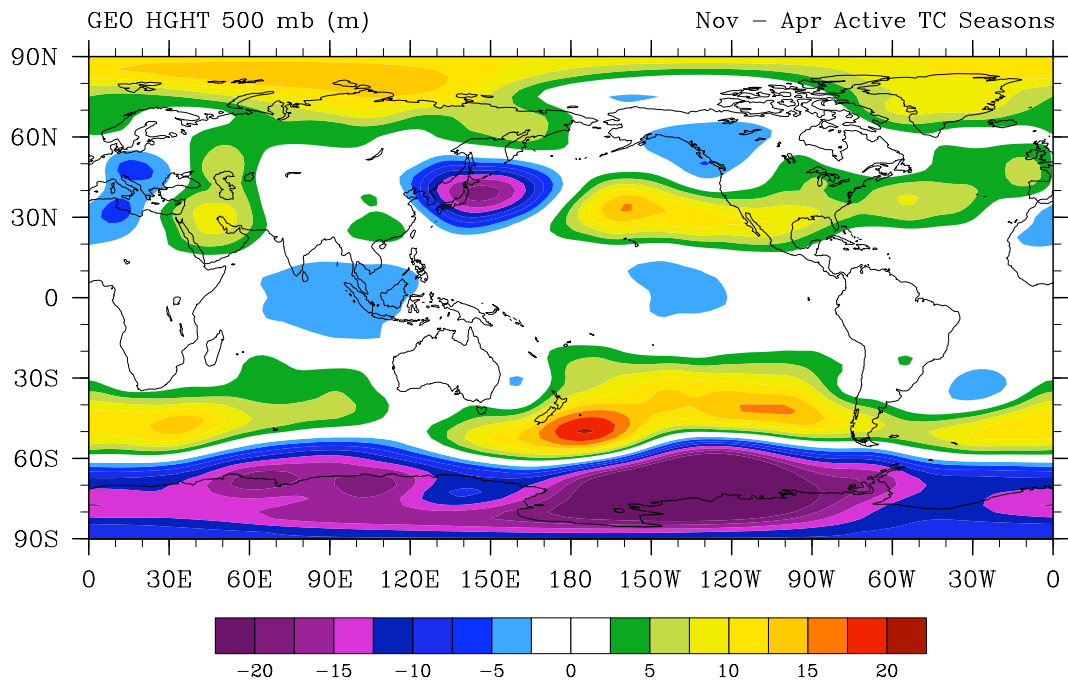 GEO HGHT 500 mb (m) Nov − Apr Active TC Seasons
90N
60N
30N
0
30S
60S
90S
0 30E 60E 90E 120E 150E 180 150W 120W 90W 60W 30W 0
−20 −15 −10 −5 0 5 10 15 20